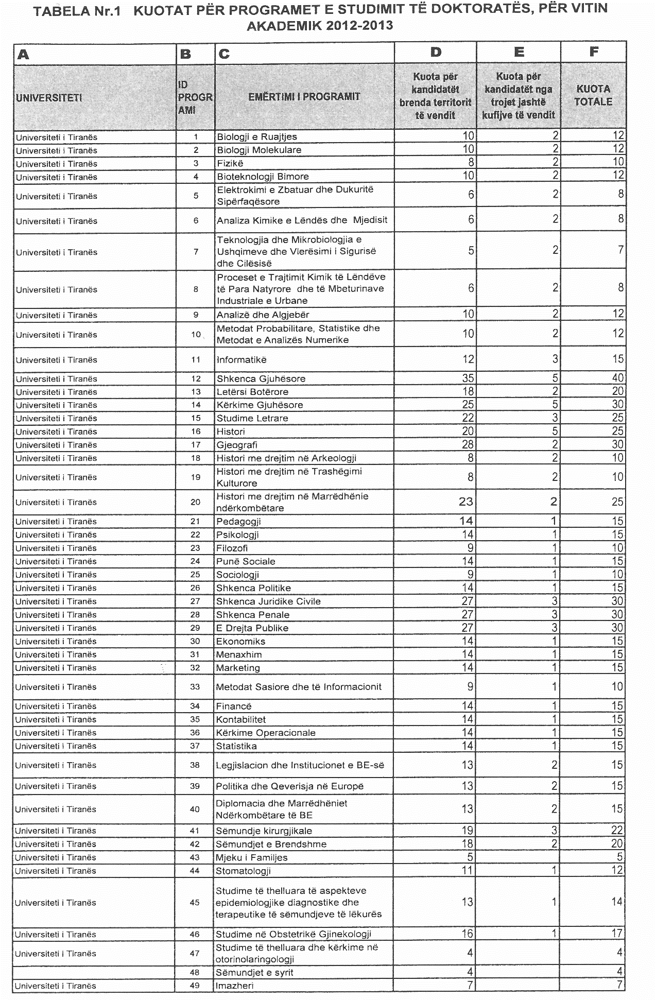 TABELA Nr.1 KUOTAT PËR PROGRAMET E STUDIMIT TË DOKTORATËS, PËR VITIN
AKADEMIK 2012-2013
A B C D E F
UNIVERSITETI
ID
PROGR
AMI
EMËRTIMI I PROGRAMIT
Kuota për
kandidatët
brenda territorit
të vendit
Kuota për
kandidatët nga
trojet jashtë
kufijve të vendit
KUOTA
TOTALE
Universiteti i Tiranës 1 Biologji e Ruajtjes 10 2 12
Universiteti i Tiranës 2 Biologji Molekulare 10 2 12
Universiteti i Tiranës 3 Fizikë 8 2 10
Universiteti i Tiranës 4 Bioteknologji Bimore 10 2 12
Elektrokimi e Zbatuar dhe Dukuritë
Universiteti i Tiranës 5 6 2 8
Sipërfaqësore
Universiteti i Tiranës 6 Analiza Kimike e Lëndës dhe Mjedisit 6 2 8
Teknologjia dhe Mikrobiologjia e
Universiteti i Tiranës 7 Ushqimeve dhe Vlerësimi i Sigurisë 5 2 7
dhe Cilësisë
Proceset e Trajtimit Kimik të Lëndëve
Universiteti i Tiranës 8 të Para Natyrore dhe të Mbeturinave 6 2 8
Industriale e Urbane
Universiteti i Tiranës 9 Analizë dhe Algjebër 10 2 12
Metodat Probabilitare, Statistike dhe
Universiteti i Tiranës 10 10 2 12
Metodat e Analizës Numerike
Universiteti i Tiranës 11 Informatikë 12 3 15
Universiteti i Tiranës 12 Shkenca Gjuhësore 35 5 40
Universiteti i Tiranës 13 Letërsi Botërore 18 2 20
Universiteti i Tiranës 14 Kërkime Gjuhësore 25 5 30
Universiteti i Tiranës 15 Studime Letrare 22 3 25
Universiteti i Tiranës 16 Histori 20 5 25
Universiteti i Tiranës 17 Gjeografi 28 2 30
Universiteti i Tiranës 18 Histori me drejtim në Arkeologji 8 2 10
Histori me drejtim në Trashëgimi
Universiteti i Tiranës 19 8 2 10
Kulturore
Histori me drejtim në Marrëdhënie
Universiteti i Tiranës 20 23 2 25
ndërkombëtare
Universiteti i Tiranës 21 Pedagogji 14 1 15
Universiteti i Tiranës 22 Psikologji 14 1 15
Universiteti i Tiranës 23 Filozofi 9 1 10
Universiteti i Tiranës 24 Punë Sociale 14 1 15
Universiteti i Tiranës 25 Sociologji 9 1 10
Universiteti i Tiranës 26 Shkenca Politike 14 1 15
Universiteti i Tiranës 27 Shkenca Juridike Civile 27 3 30
Universiteti i Tiranës 28 Shkenca Penale 27 3 30
Universiteti i Tiranës 29 E Drejta Publike 27 3 30
Universiteti i Tiranës 30 Ekonomiks 14 1 15
Universiteti i Tiranës 31 Menaxhim 14 1 15
Universiteti i Tiranës 32 Marketing 14 1 15
Universiteti i Tiranës 33 Metodat Sasiore dhe të Informacionit 9 1 10
Universiteti i Tiranës 34 Financë 14 1 15
Universiteti i Tiranës 35 Kontabilitet 14 1 15
Universiteti i Tiranës 36 Kërkime Operacionale 14 1 15
Universiteti i Tiranës 37 Statistika 14 1 15
Universiteti i Tiranës 38 Legjislacion dhe Institucionet e BE-së 13 2 15
Universiteti i Tiranës 39 Politika dhe Qeverisja në Europë 13 2 15
Diplomacia dhe Marrëdhëniet
Universiteti i Tiranës 40 13 2 15
Ndërkombëtare të BE
Universiteti i Tiranës 41 Sëmundje kirurgjikale 19 3 22
Universiteti i Tiranës 42 Sëmundjet e Brendshme 18 2 20
Universiteti i Tiranës 43 Mjeku i Familjes 5 5
Universiteti i Tiranës 44 Stomatologji 11 1 12
Studime të thelluara të aspekteve
Universiteti i Tiranës 45 epidemiologjike diagnostike dhe 13 1 14
terapeutike të sëmundjeve të lëkurës
Universiteti i Tiranës 46 Studime në Obstetrikë Gjinekologji 16 1 17
Studime të thelluara dhe kërkime në
Universiteti i Tiranës 47 4 4
otorinolaringologji
48 Sëmundjet e syrit 4 4
Universiteti i Tiranës 49 Imazheri 7 7